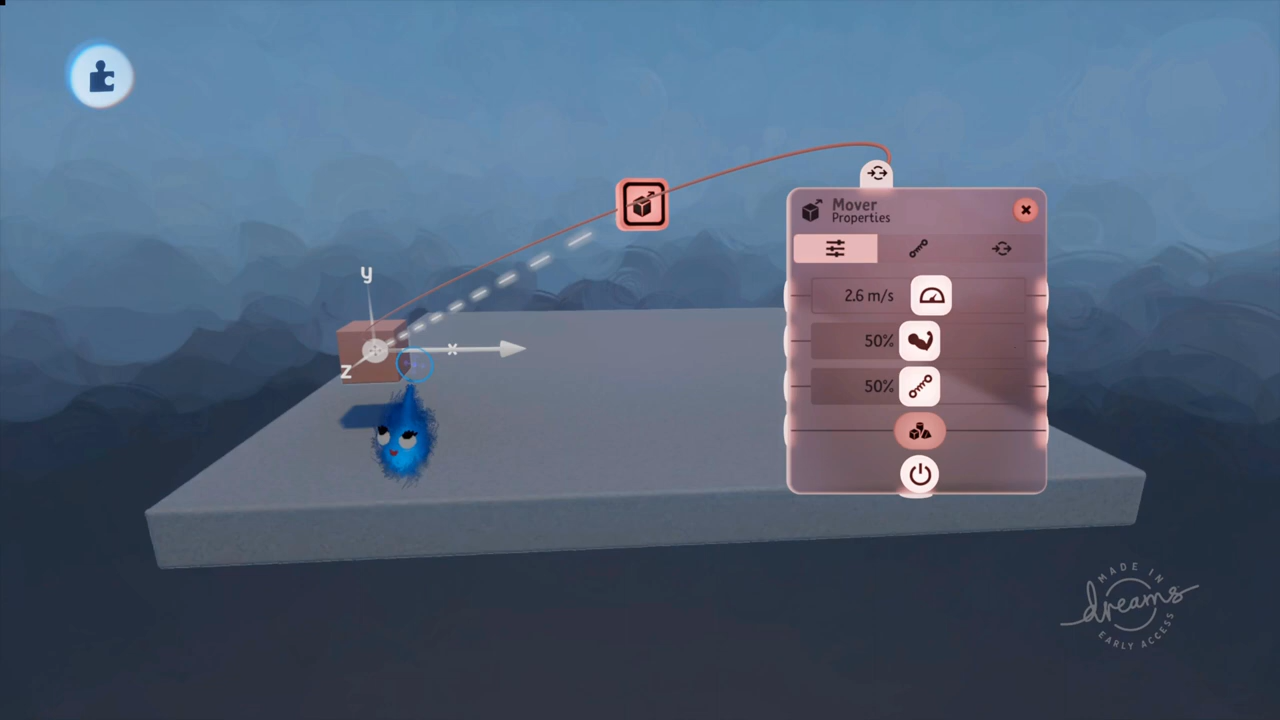 Mover
Properties
2.6 m/s
50%
50%
y
x
z
MADE IN
dreams
EARLY ACCESS